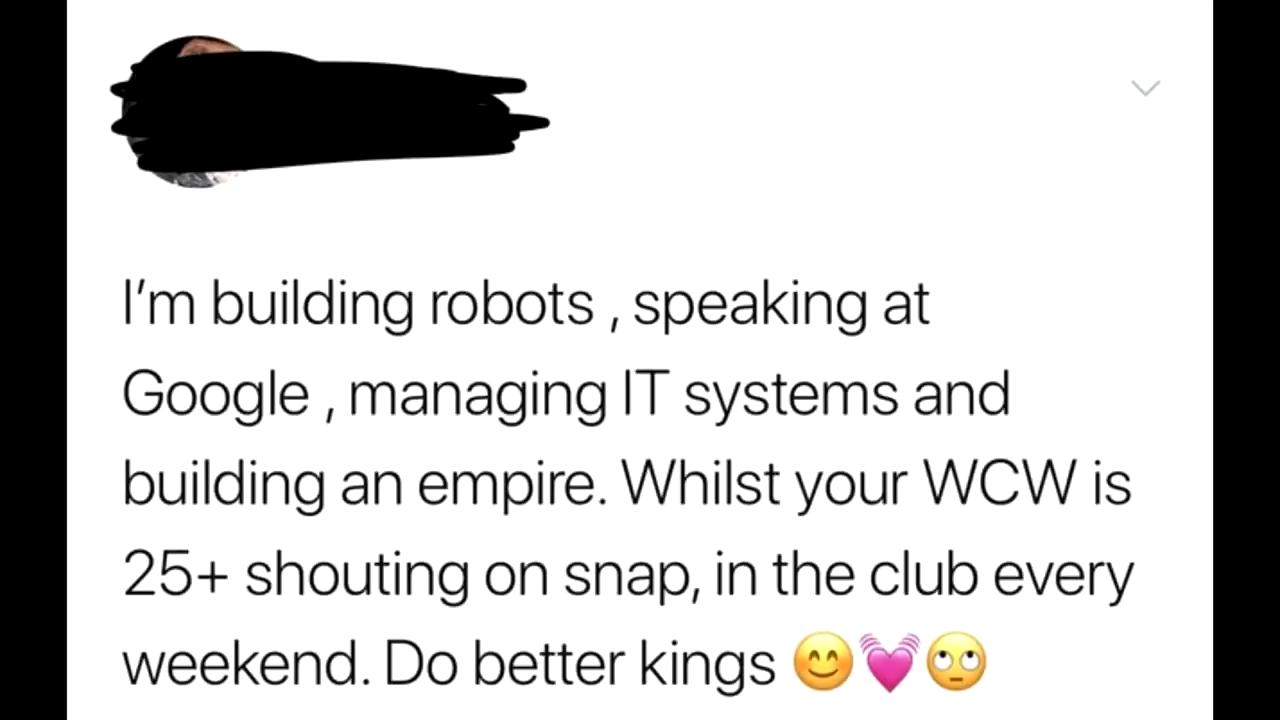 I'm building robots , speaking at
Google , managing IT systems and
building an empire. Whilst your WCW is
25+ shouting on snap, in the club every
weekend. Do better kings 😊💓🙄